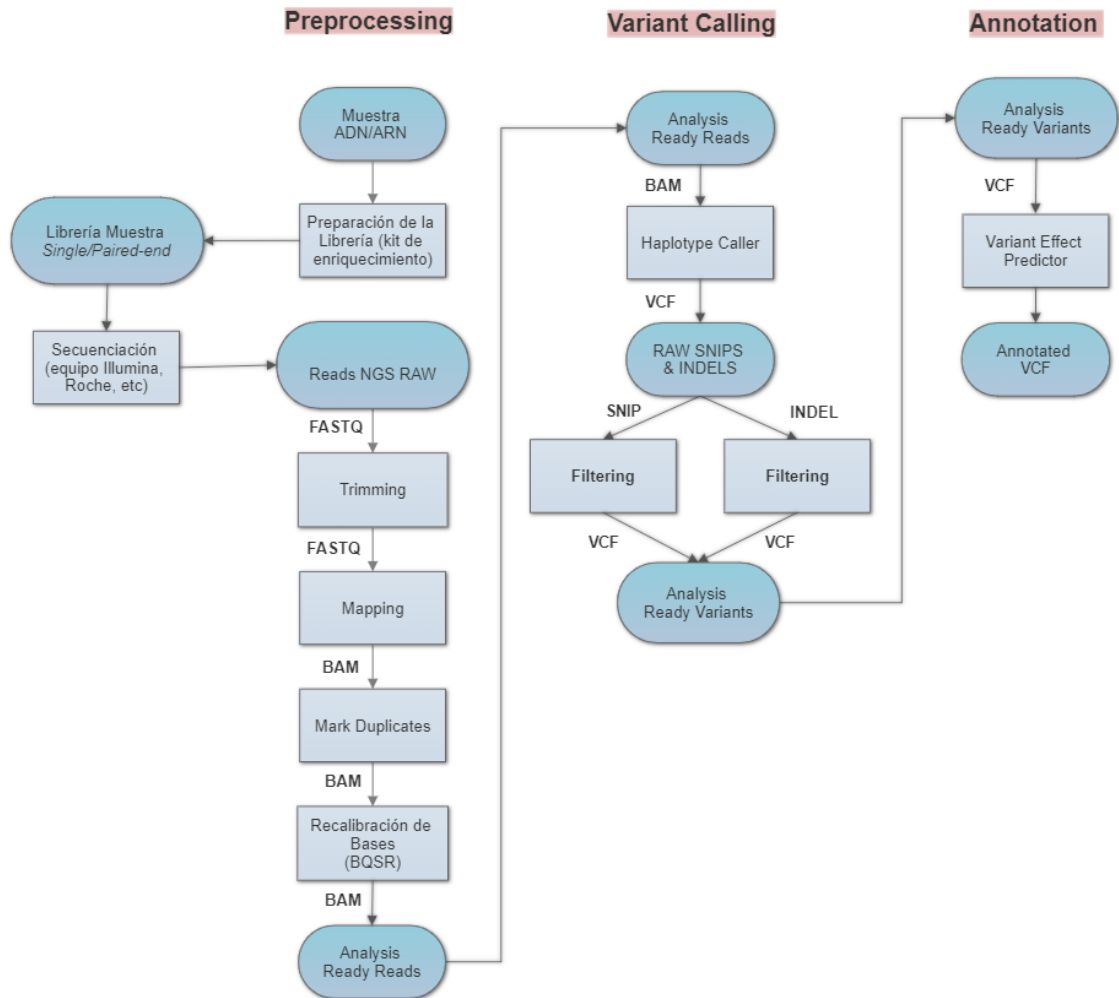 Preprocessing
Muestra
ADN/ARN
Preparación de la
Librería (kit de
enriquecimiento)
Librería Muestra
Single/Paired-end
Secuenciación
(equipo Illumina,
Roche, etc)
Reads NGS RAW
FASTQ
Trimming
FASTQ
Mapping
BAM
Mark Duplicates
BAM
Recalibración de
Bases
(BQSR)
BAM
Analysis
Ready Reads
Variant Calling
Analysis
Ready Reads
BAM
Haplotype Caller
VCF
RAW SNIPS
& INDELS
SNIP
INDEL
Filtering
Filtering
VCF
VCF
Analysis
Ready Variants
Annotation
Analysis
Ready Variants
VCF
Variant Effect
Predictor
Annotated
VCF